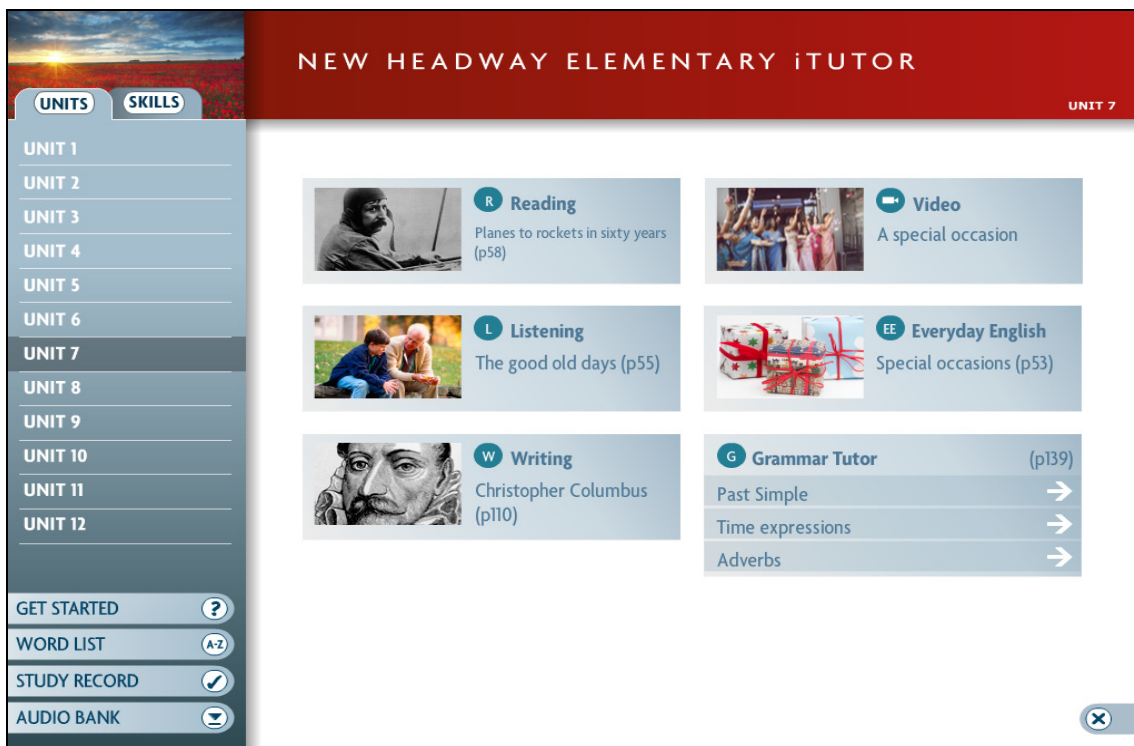 NEW HEADWAY ELEMENTARY iTUTOR
UNIT 7
UNITS
SKILLS
UNIT 1
UNIT 2
UNIT 3
UNIT 4
UNIT 5
UNIT 6
UNIT 7
UNIT 8
UNIT 9
UNIT 10
UNIT 11
UNIT 12
GET STARTED ?
WORD LIST A-Z
STUDY RECORD
AUDIO BANK
R Reading
Planes to rockets in sixty years
(p58)
Video
A special occasion
L Listening
The good old days (p55)
EE Everyday English
Special occasions (p53)
W Writing
Christopher Columbus
(p110)
G Grammar Tutor (p139)
Past Simple
Time expressions
Adverbs